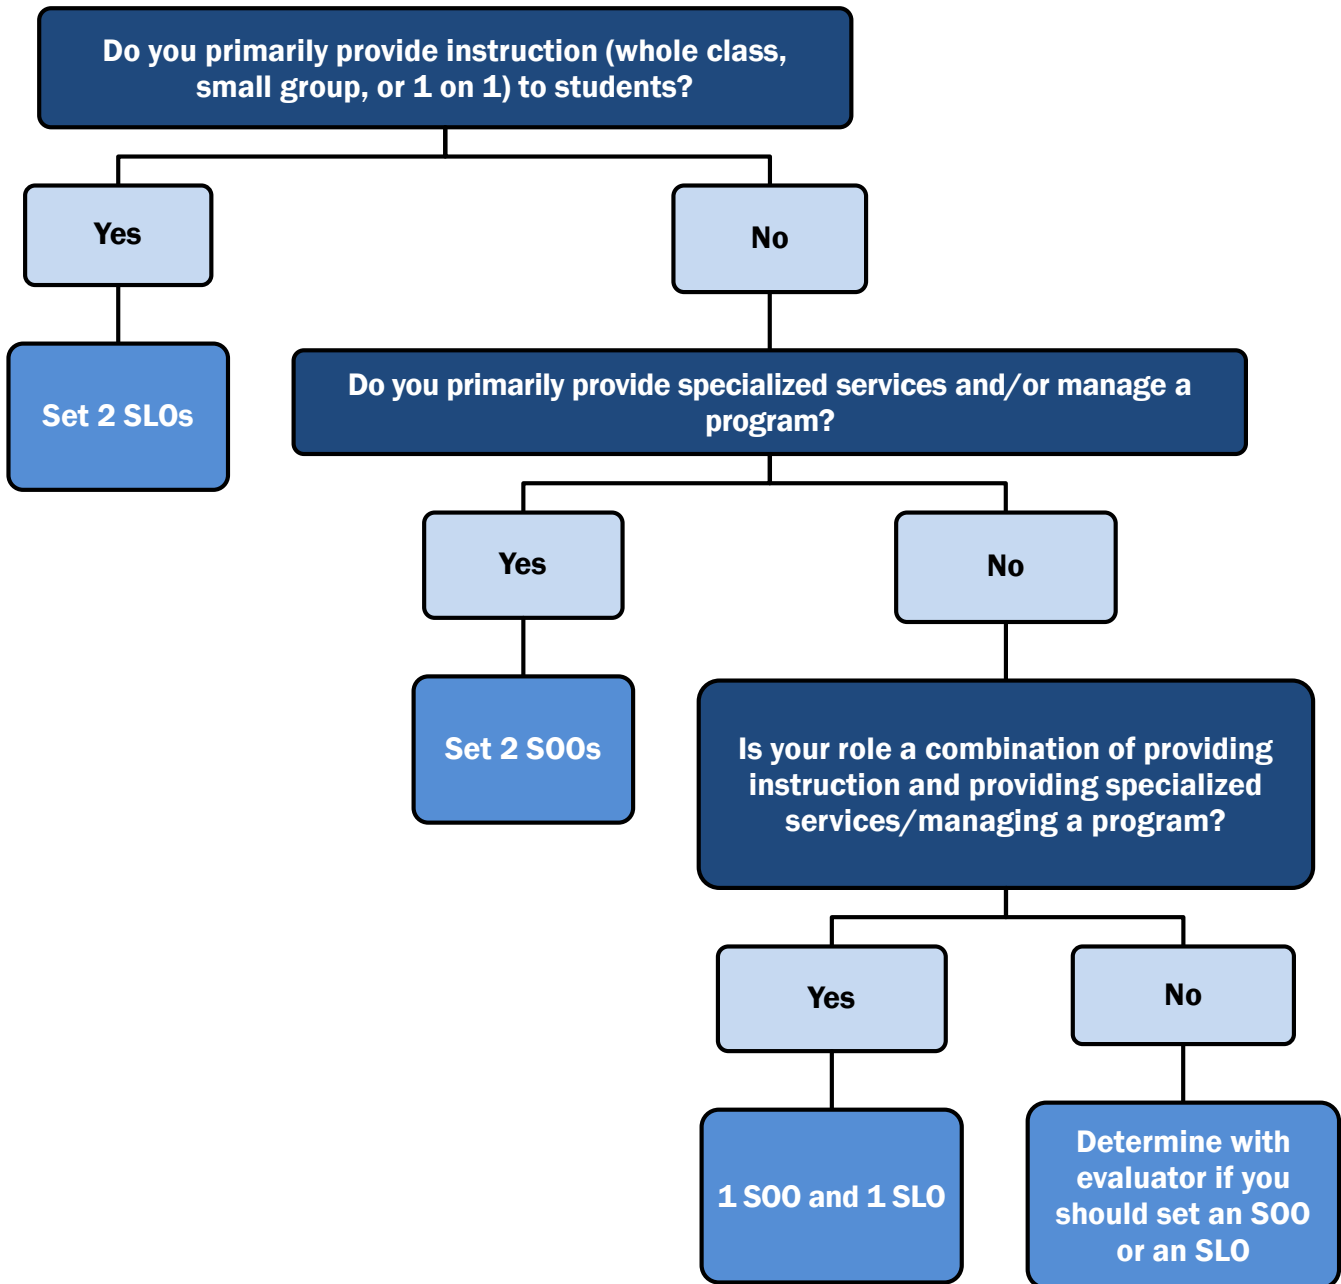 Do you primarily provide instruction (whole class,
small group, or 1 on 1) to students?
Yes
No
Set 2 SLOs
Do you primarily provide specialized services and/or manage a
program?
Yes
No
Set 2 SOOs
Is your role a combination of providing
instruction and providing specialized
services/managing a program?
Yes
No
1 SOO and 1 SLO
Determine with
evaluator if you
should set an SOO
or an SLO